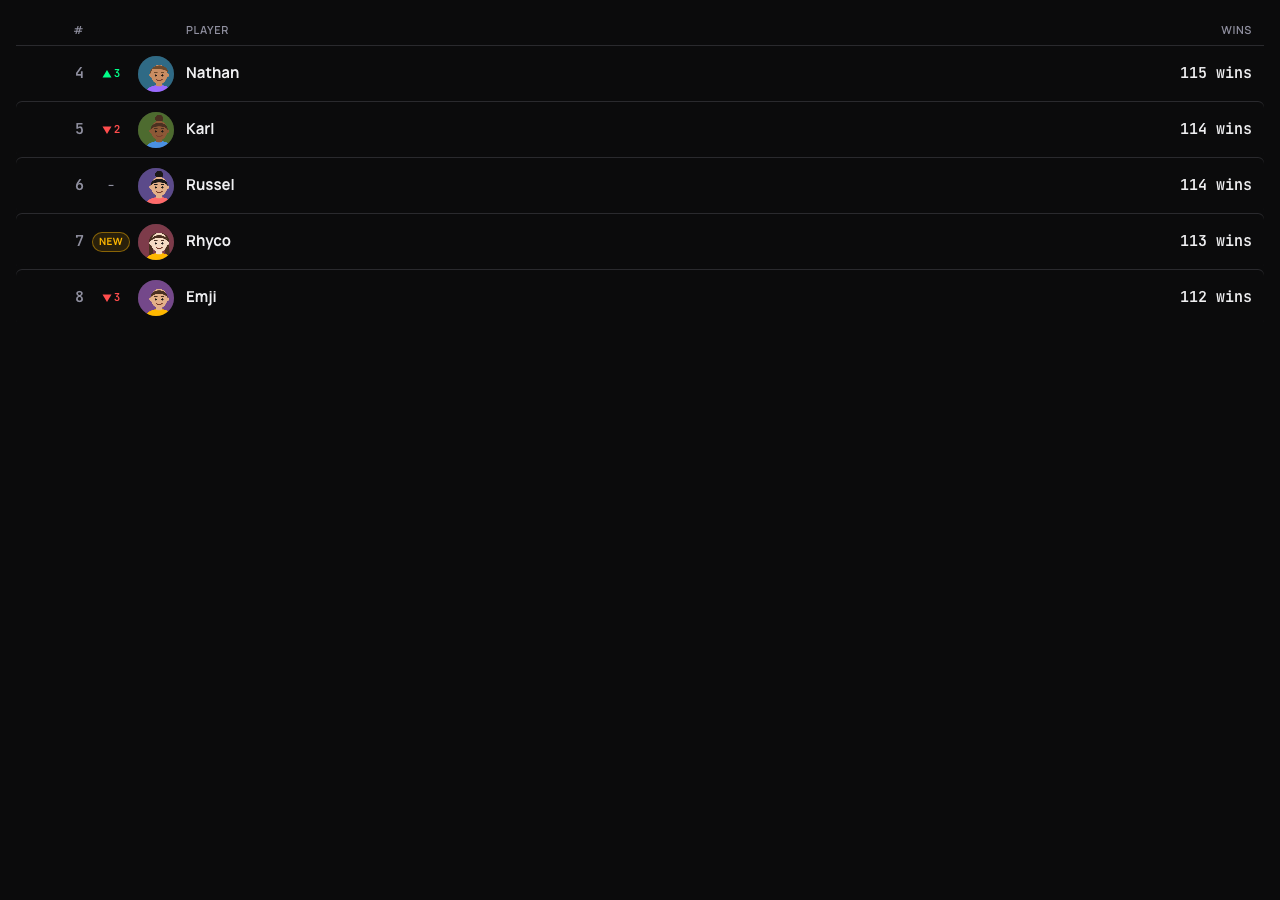 # PLAYER WINS
4 ▲3 Nathan 115 wins
5 ▼2 Karl 114 wins
6 – Russel 114 wins
7 NEW Rhyco 113 wins
8 ▼3 Emji 112 wins